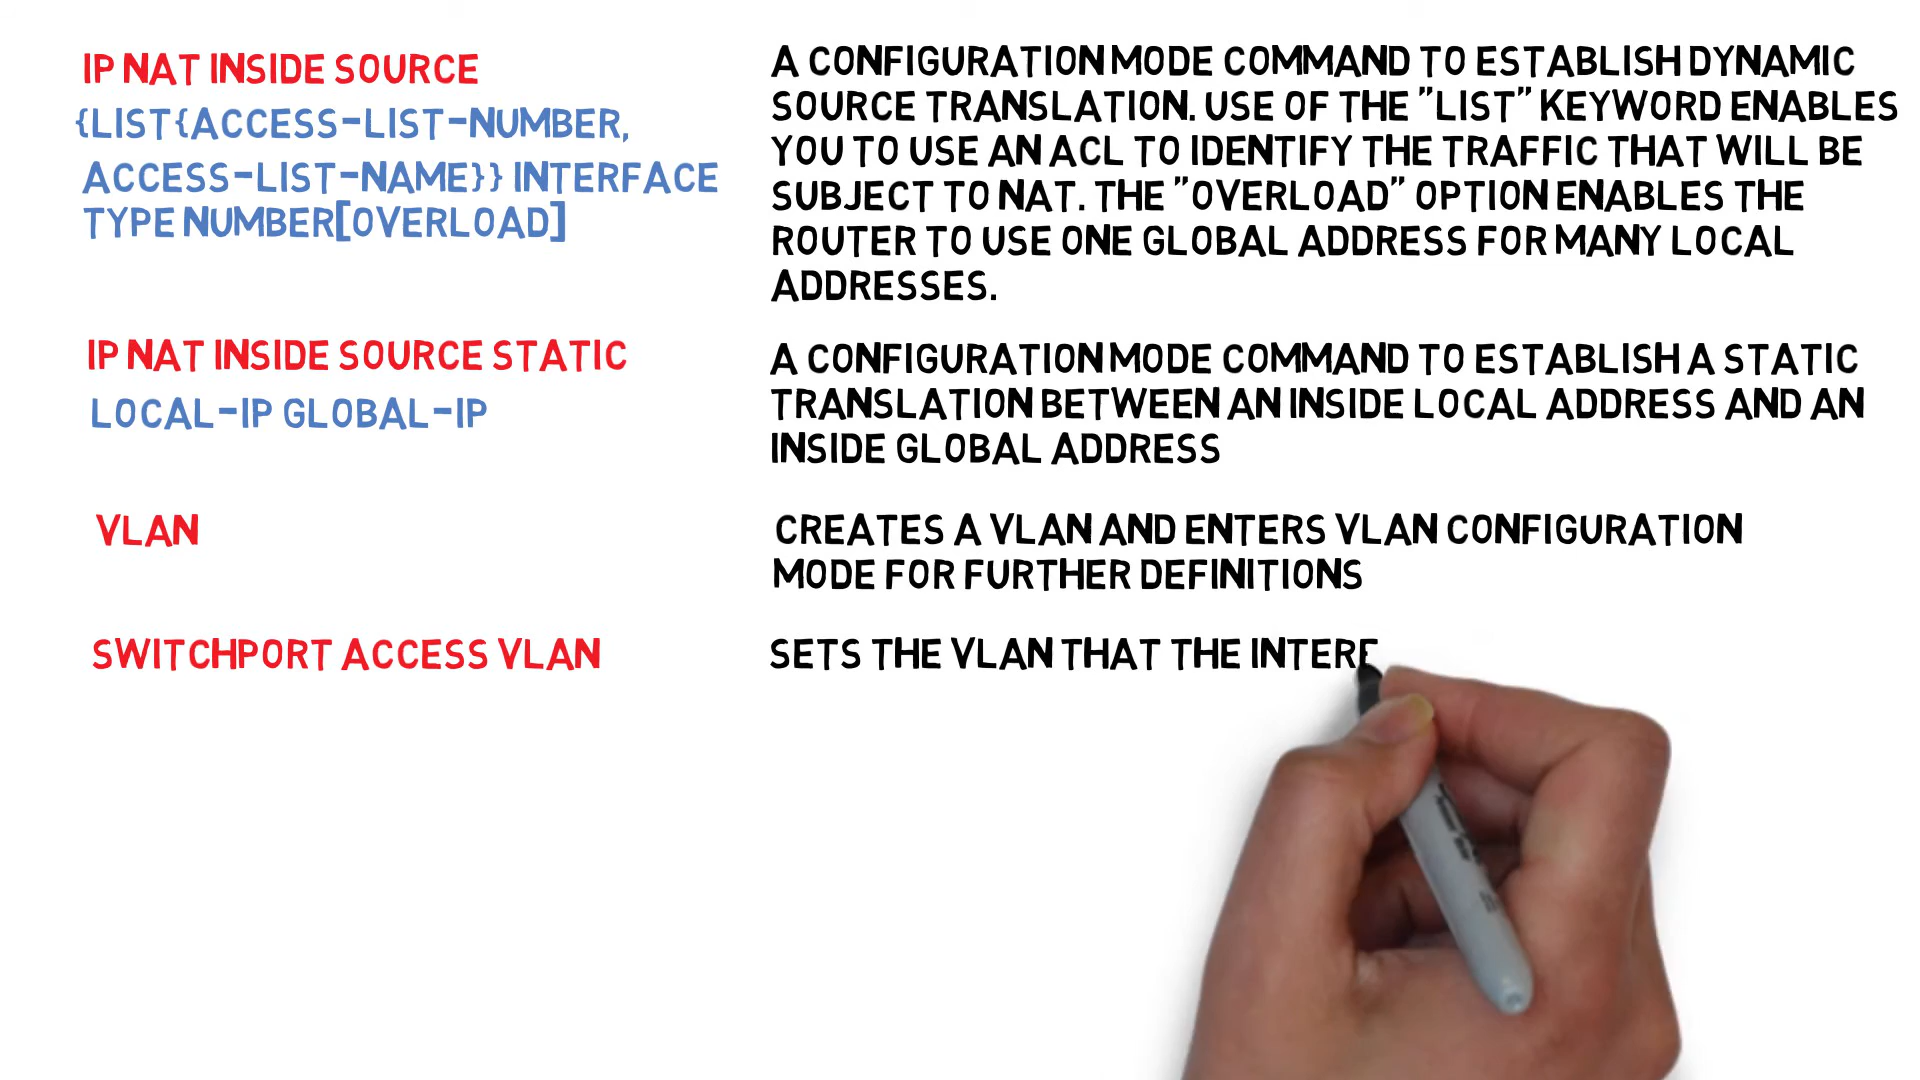 IP NAT INSIDE SOURCE
{LIST{ACCESS-LIST-NUMBER,
ACCESS-LIST-NAME}} INTERFACE
TYPE NUMBER[OVERLOAD]
A CONFIGURATION MODE COMMAND TO ESTABLISH DYNAMIC
SOURCE TRANSLATION. USE OF THE "LIST" KEYWORD ENABLES
YOU TO USE AN ACL TO IDENTIFY THE TRAFFIC THAT WILL BE
SUBJECT TO NAT. THE "OVERLOAD" OPTION ENABLES THE
ROUTER TO USE ONE GLOBAL ADDRESS FOR MANY LOCAL
ADDRESSES.
IP NAT INSIDE SOURCE STATIC
LOCAL-IP GLOBAL-IP
A CONFIGURATION MODE COMMAND TO ESTABLISH A STATIC
TRANSLATION BETWEEN AN INSIDE LOCAL ADDRESS AND AN
INSIDE GLOBAL ADDRESS
VLAN
CREATES A VLAN AND ENTERS VLAN CONFIGURATION
MODE FOR FURTHER DEFINITIONS
SWITCHPORT ACCESS VLAN
SETS THE VLAN THAT THE INTERF